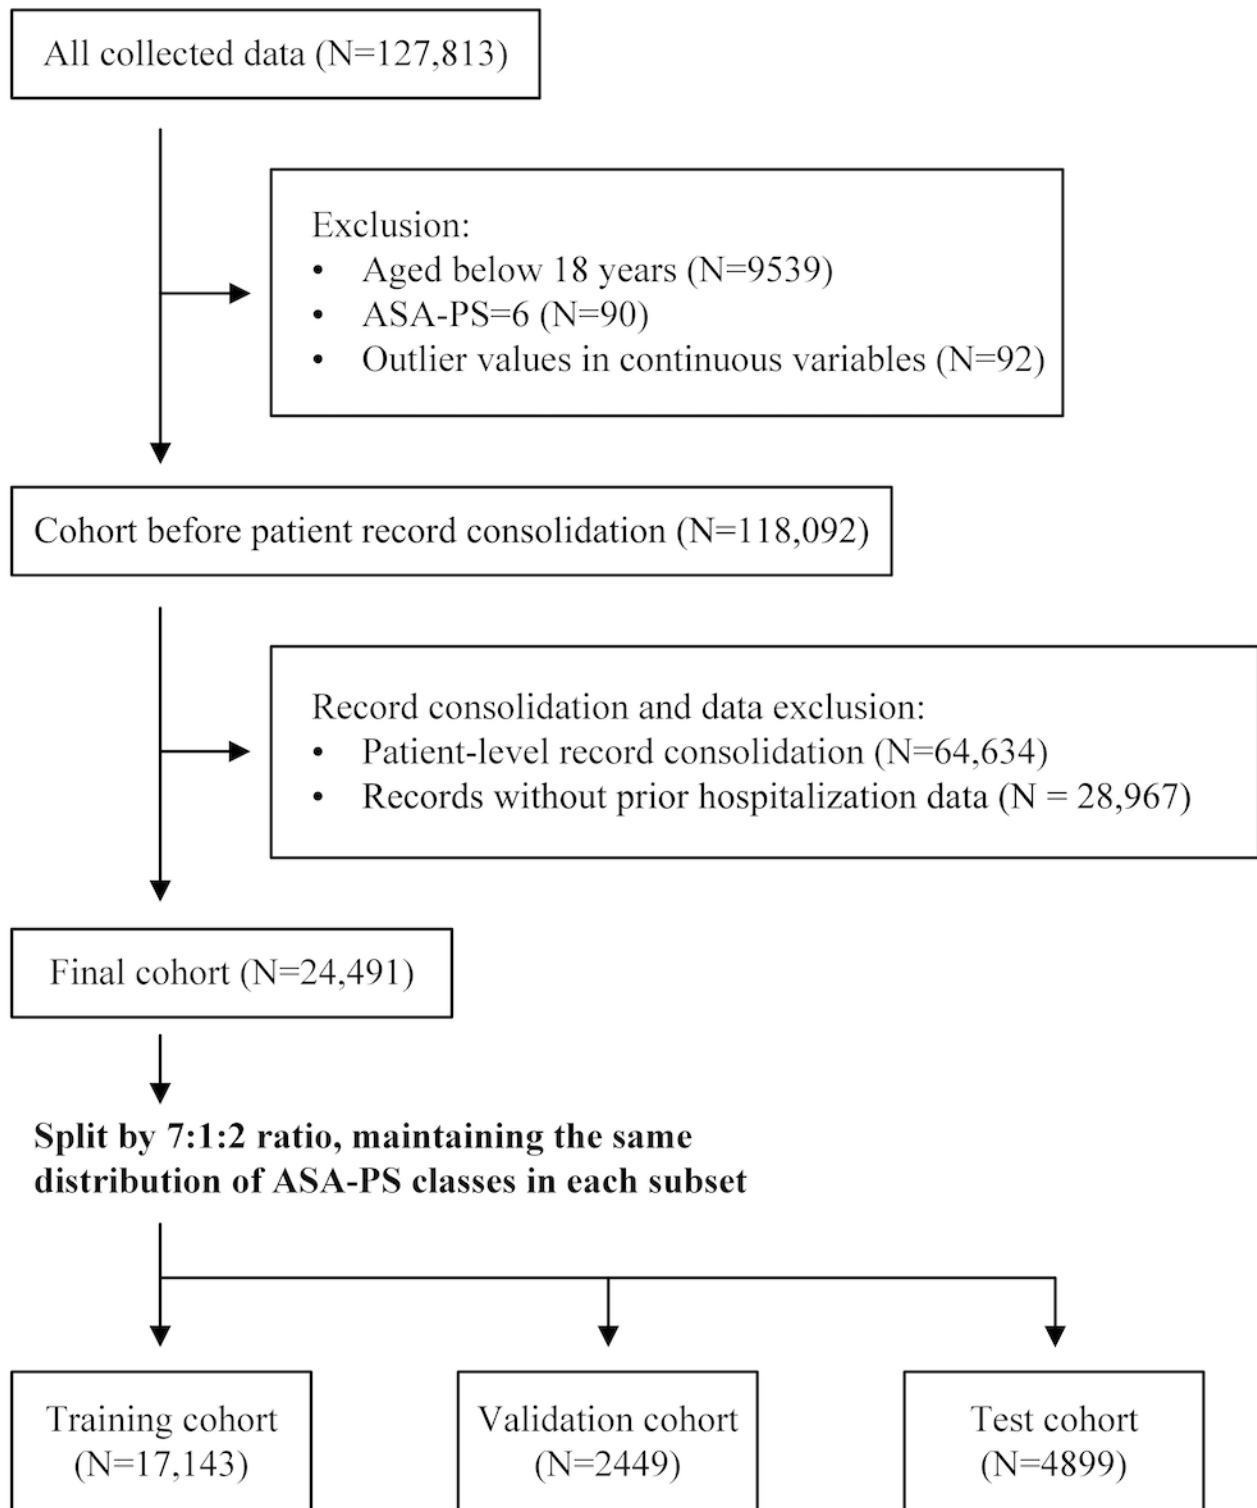 All collected data (N=127,813)
Exclusion:
• Aged below 18 years (N=9539)
• ASA-PS=6 (N=90)
• Outlier values in continuous variables (N=92)
Cohort before patient record consolidation (N=118,092)
Record consolidation and data exclusion:
• Patient-level record consolidation (N=64,634)
• Records without prior hospitalization data (N = 28,967)
Final cohort (N=24,491)
Split by 7:1:2 ratio, maintaining the same
distribution of ASA-PS classes in each subset
Training cohort
(N=17,143)
Validation cohort
(N=2449)
Test cohort
(N=4899)